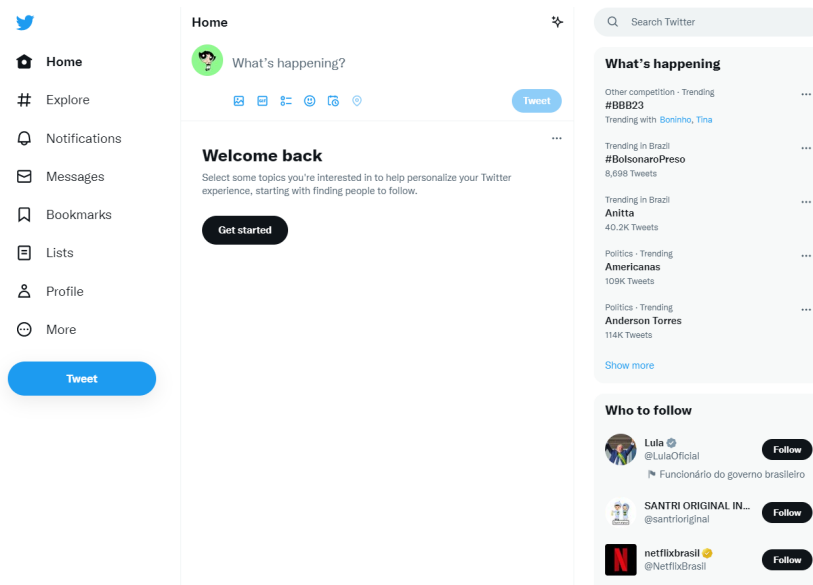 Home
Explore
Notifications
Messages
Bookmarks
Lists
Profile
More
Tweet
Home
What's happening?
GIF
Tweet
Welcome back
Select some topics you're interested in to help personalize your Twitter
experience, starting with finding people to follow.
Get started
Search Twitter
What's happening
Other competition · Trending
#BBB23
Trending with Boninho, Tina
Trending in Brazil
#BolsonaroPreso
8,698 Tweets
Trending in Brazil
Anitta
40.2K Tweets
Politics · Trending
Americanas
109K Tweets
Politics · Trending
Anderson Torres
114K Tweets
Show more
Who to follow
Lula
@LulaOficial
Follow
Funcionário do governo brasileiro
SANTRI ORIGINAL IN...
@santrioriginal
Follow
N
netflixbrasil
@NetflixBrasil
Follow